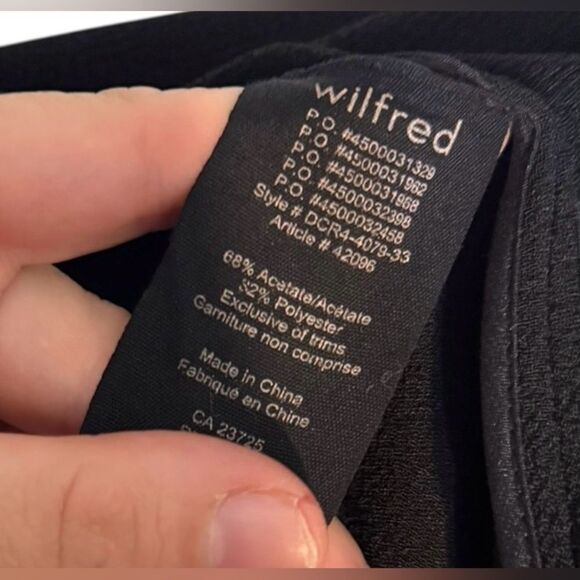 wilfred
P.O. #4500031329
P.O. #4500031962
P.O. #4500031968
P.O. #4500032398
P.O. #4500032458
Style # DCR4-4079-33
Article # 42096
68% Acetate/Acétate
32% Polyester
Exclusive of trims
Garniture non comprise
Made in China
Fabriqué en Chine
CA 23725